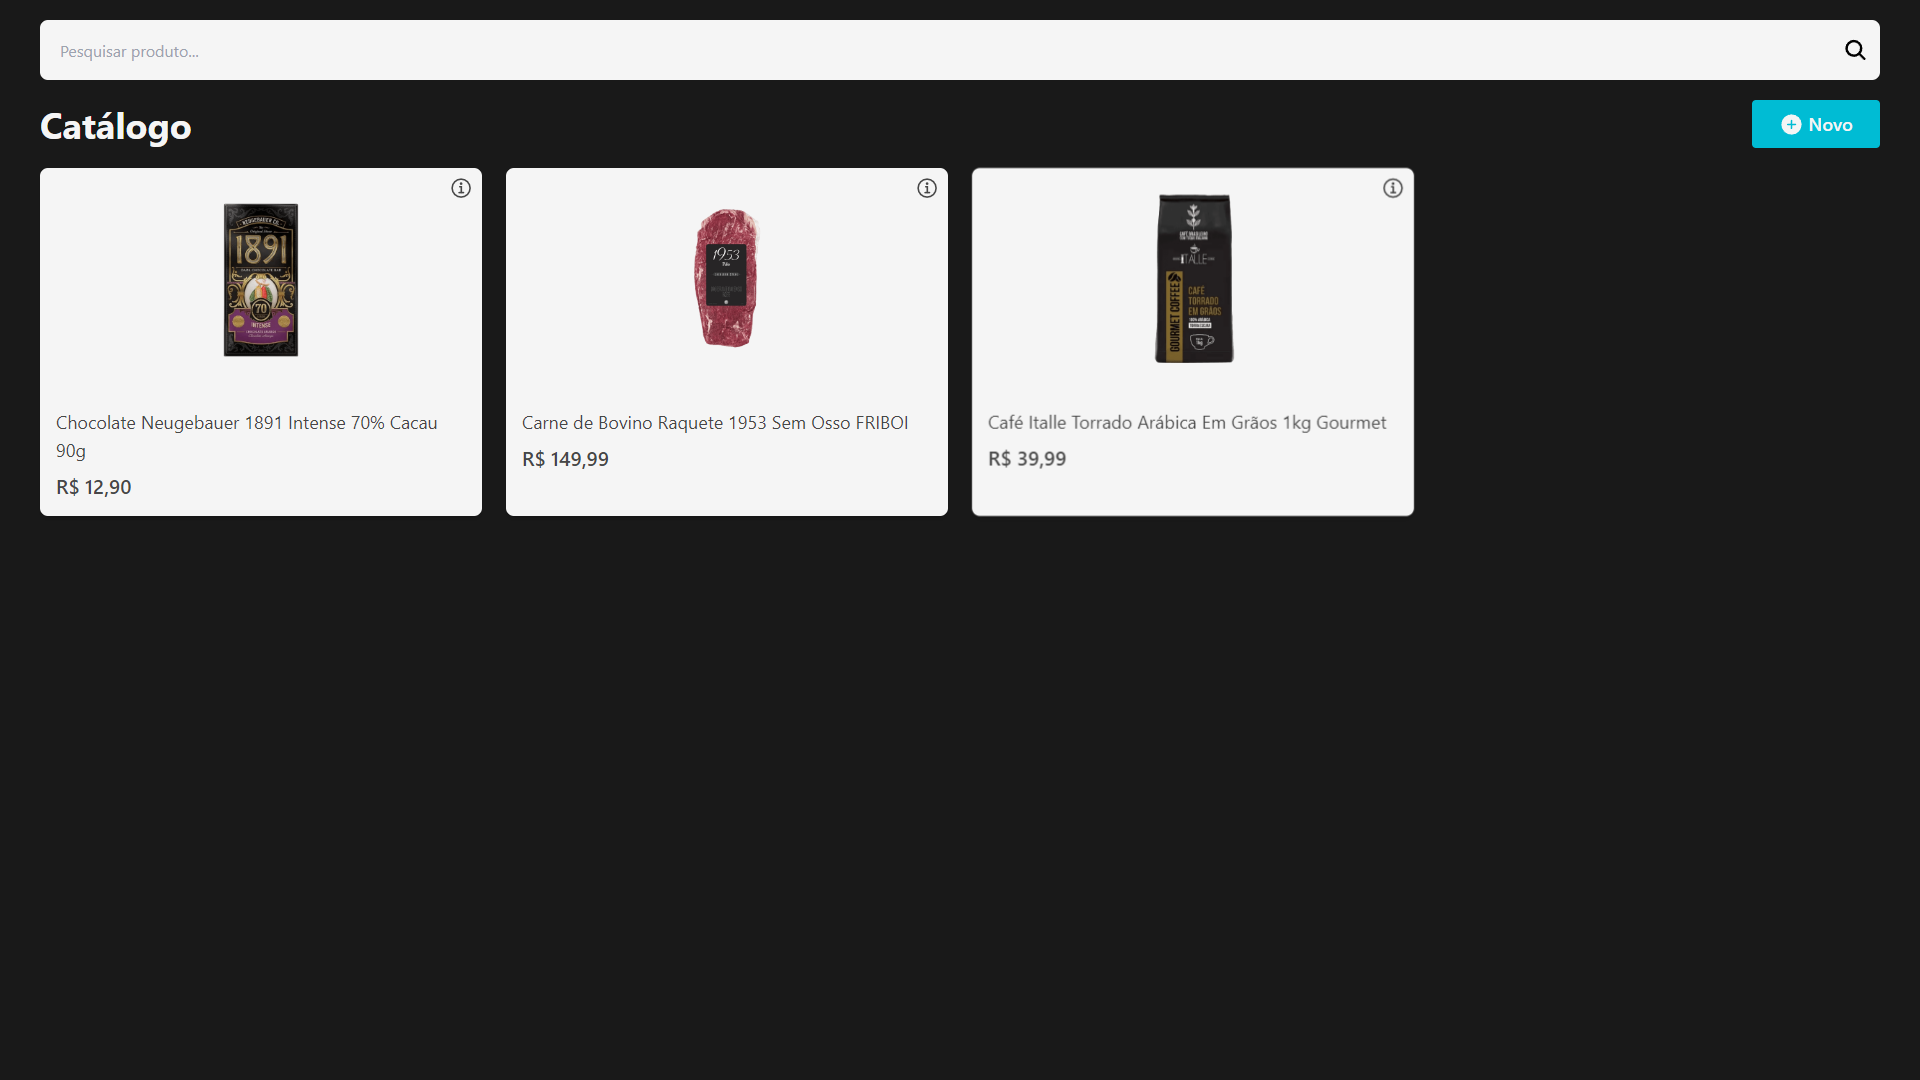 Pesquisar produto...
Catálogo
Novo
1891
70
INTENSE
1953
ITALLE
GOURMET COFFEE
CAFÉ
TORRADO
EM GRÃOS
Chocolate Neugebauer 1891 Intense 70% Cacau
90g
R$ 12,90
Carne de Bovino Raquete 1953 Sem Osso FRIBOI
R$ 149,99
Café Italle Torrado Arábica Em Grãos 1kg Gourmet
R$ 39,99